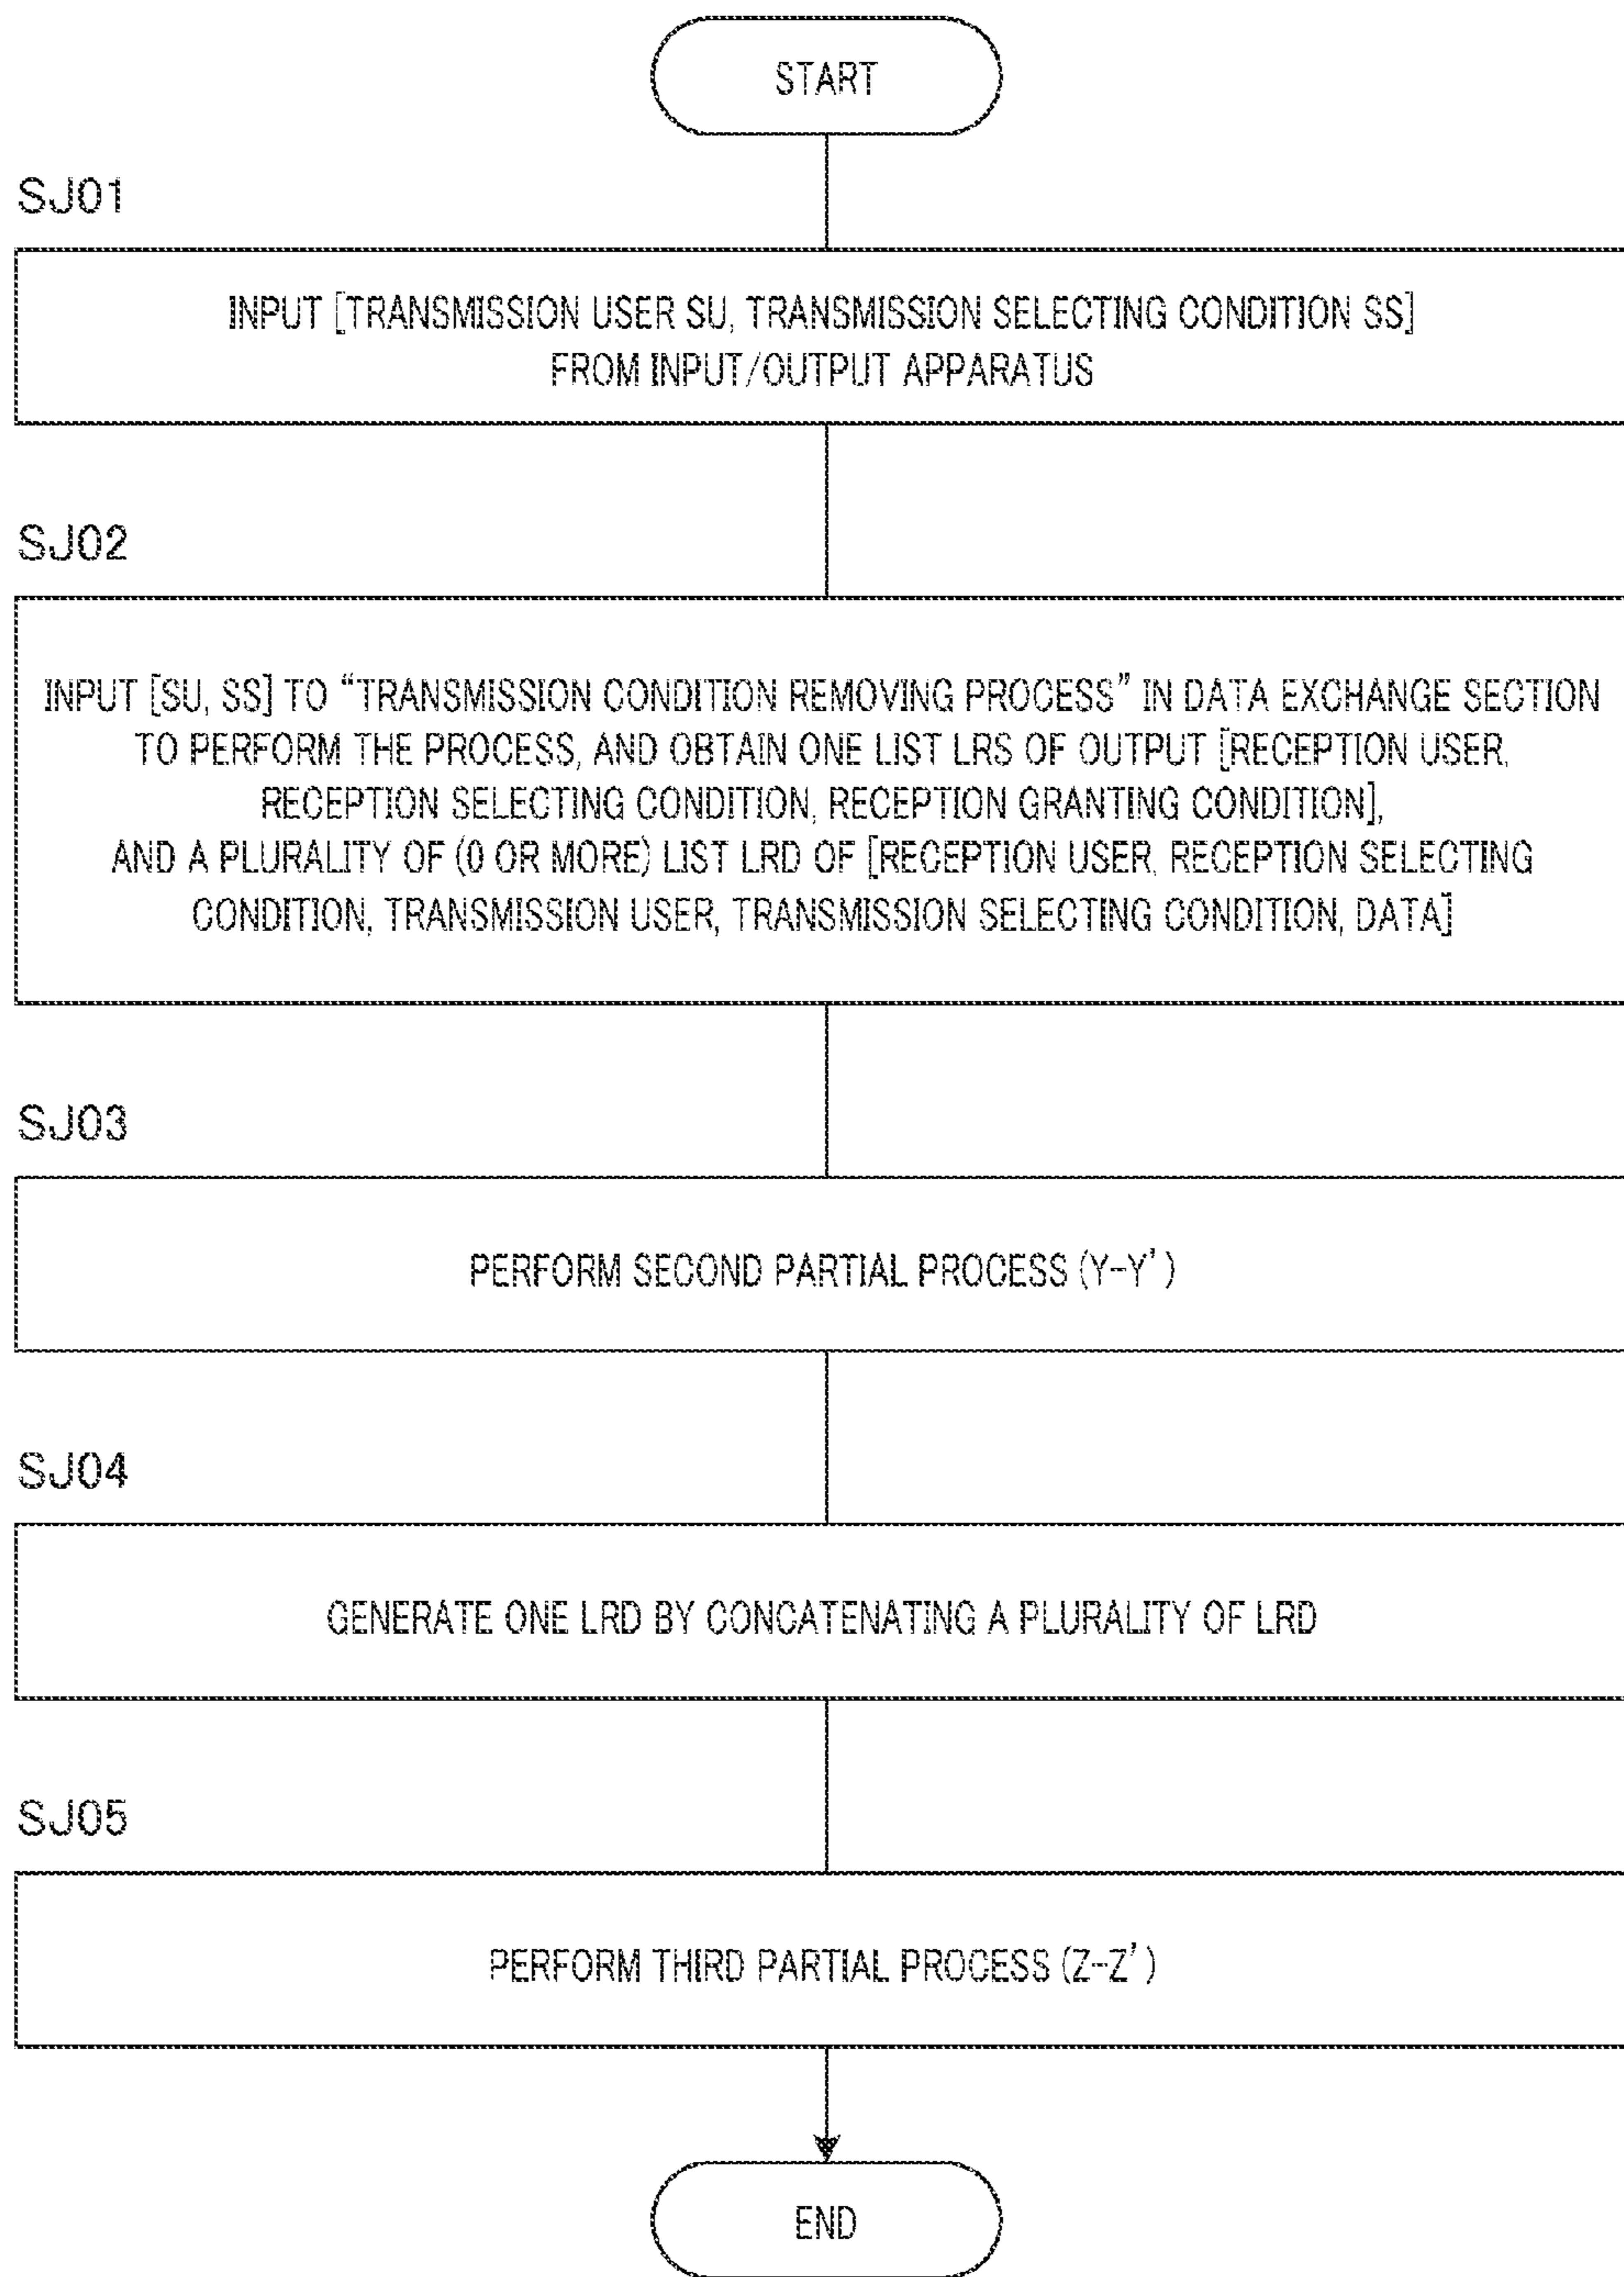 START
SJ01
INPUT [TRANSMISSION USER SU, TRANSMISSION SELECTING CONDITION SS]
FROM INPUT/OUTPUT APPARATUS
SJ02
INPUT [SU, SS] TO “TRANSMISSION CONDITION REMOVING PROCESS” IN DATA EXCHANGE SECTION
TO PERFORM THE PROCESS, AND OBTAIN ONE LIST LRS OF OUTPUT [RECEPTION USER,
RECEPTION SELECTING CONDITION, RECEPTION GRANTING CONDITION],
AND A PLURALITY OF (0 OR MORE) LIST LRD OF [RECEPTION USER, RECEPTION SELECTING
CONDITION, TRANSMISSION USER, TRANSMISSION SELECTING CONDITION, DATA]
SJ03
PERFORM SECOND PARTIAL PROCESS (Y-Y’)
SJ04
GENERATE ONE LRD BY CONCATENATING A PLURALITY OF LRD
SJ05
PERFORM THIRD PARTIAL PROCESS (Z-Z’)
END